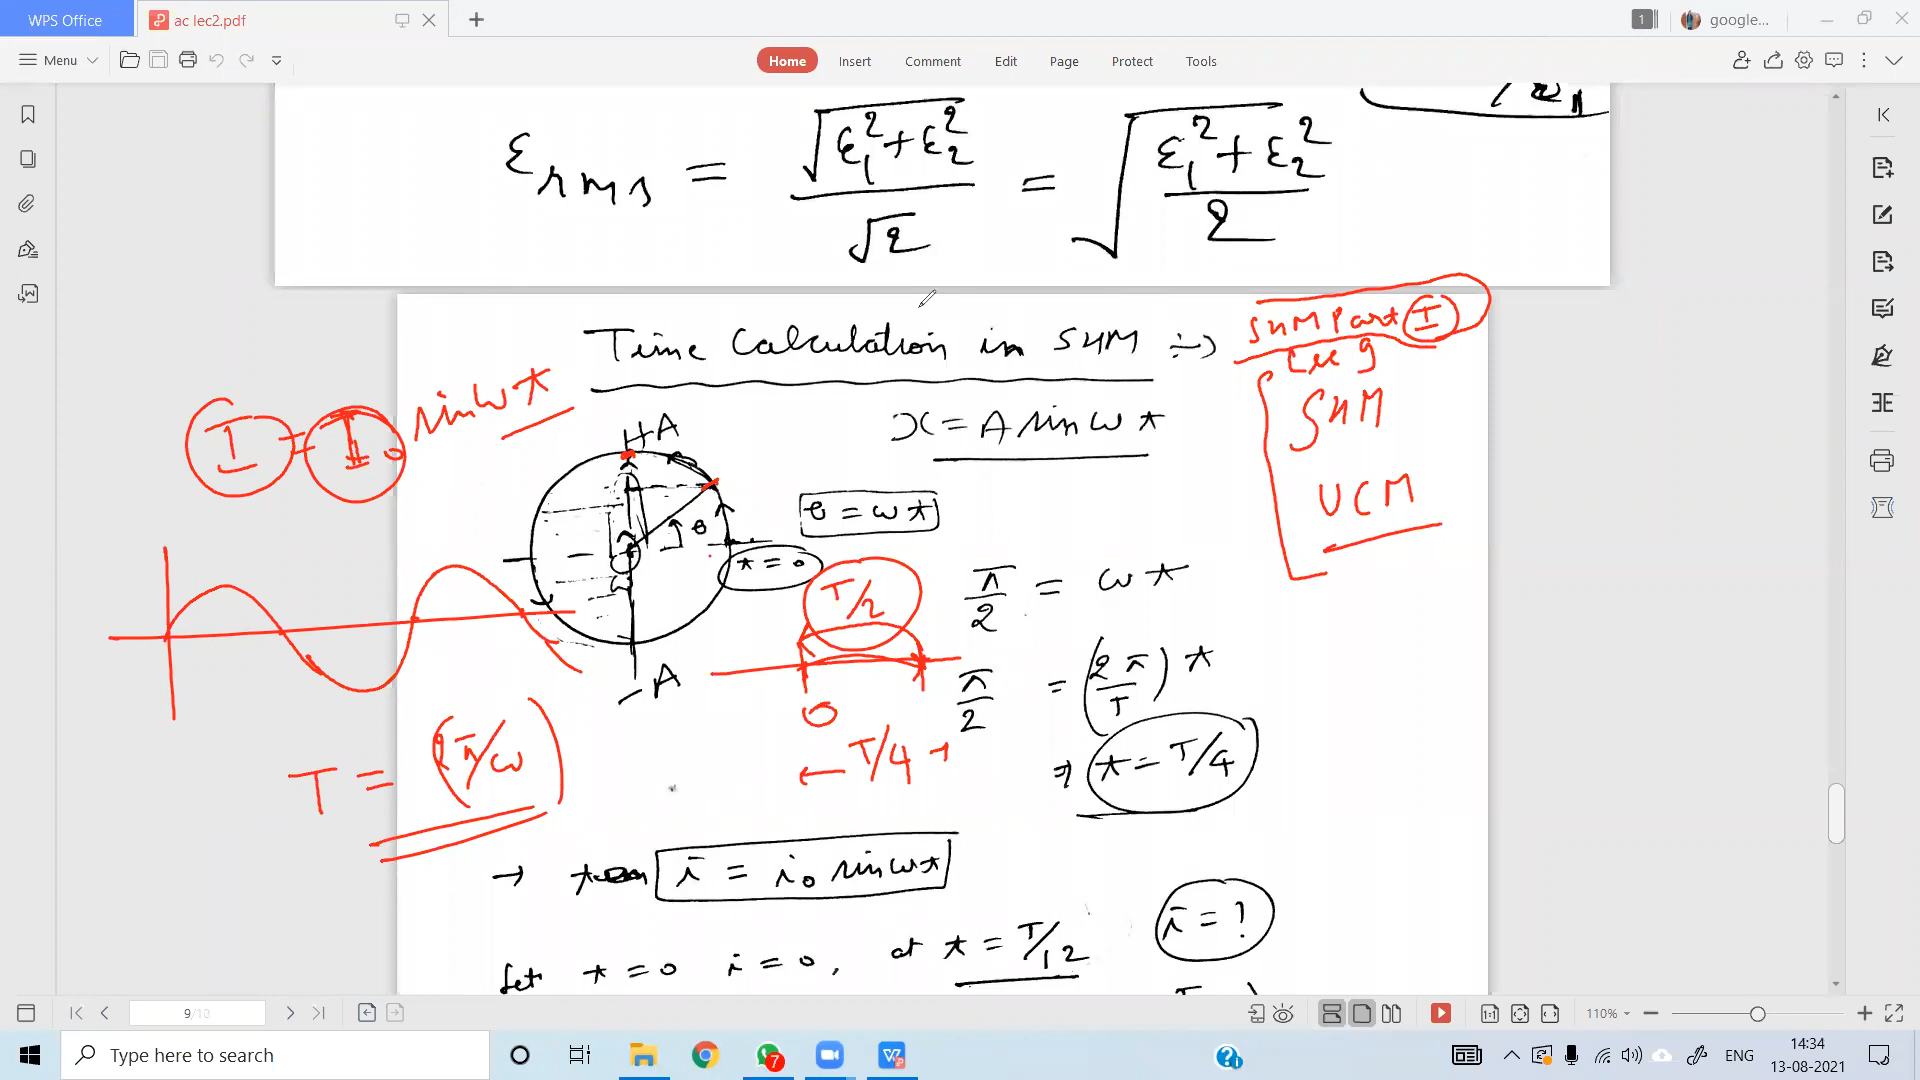 WPS Office
ac lec2.pdf
1
google...
Menu
Home Insert Comment Edit Page Protect Tools
ε_rms = √(ε₁² + ε₂²) / √2 = √((ε₁² + ε₂²) / 2)
Time Calculation in SHM
SHM Part I
Lec 9
SHM
UCM
I = I₀ sin ωt
x = A sin ωt
+A
θ
θ = ωt
t = 0
ω
-A
T/2
0
← T/4 →
π/2 = ωt
π/2 = (2π/T) t
⇒ t = T/4
T = (2π/ω)
→ i = i₀ sin ωt
Let t = 0 i = 0, at t = T/12 i = ?
9/10
110%
Type here to search
7
ENG
14:34
13-08-2021